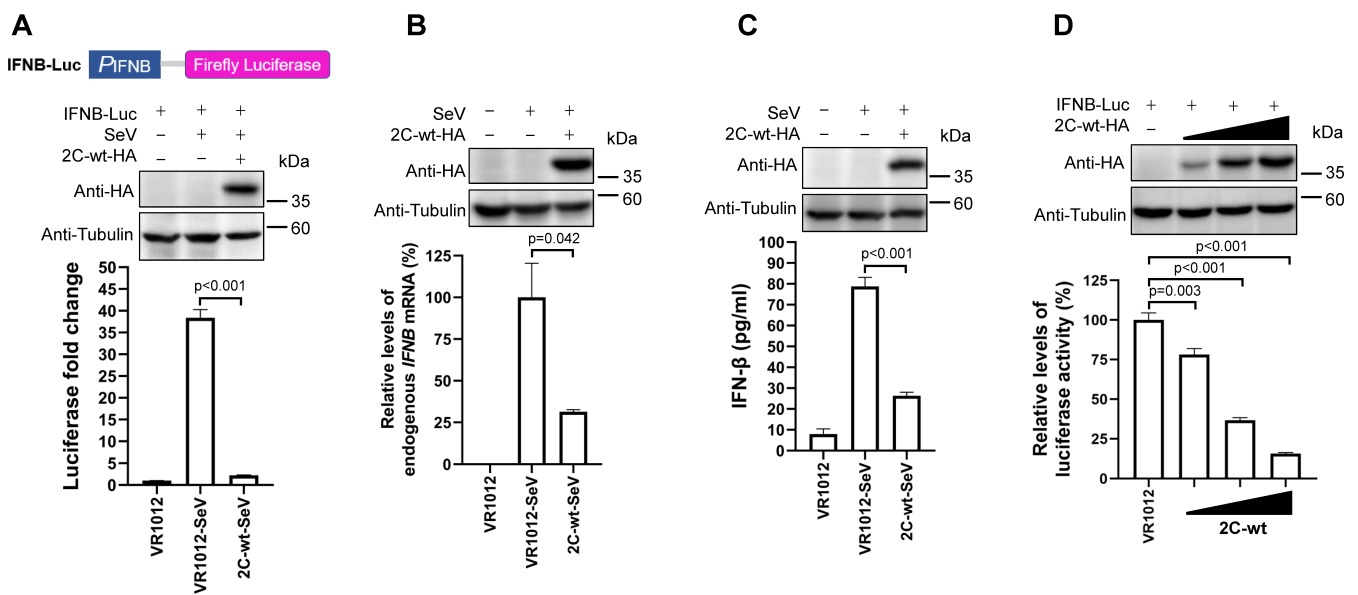 A
IFNB-Luc PIFNB Firefly Luciferase
IFNB-Luc + + +
SeV – + +
2C-wt-HA – – +
kDa
Anti-HA
35
Anti-Tubulin
60
Luciferase fold change
50
45
40
35
30
25
20
15
10
5
0
p<0.001
VR1012
VR1012-SeV
2C-wt-SeV
B
SeV – + +
2C-wt-HA – – +
kDa
Anti-HA
35
Anti-Tubulin
60
Relative levels of
endogenous IFNB mRNA (%)
125
100
75
50
25
0
p=0.042
VR1012
VR1012-SeV
2C-wt-SeV
C
SeV – + +
2C-wt-HA – – +
kDa
Anti-HA
35
Anti-Tubulin
60
IFN-β (pg/ml)
100
90
80
70
60
50
40
30
20
10
0
p<0.001
VR1012
VR1012-SeV
2C-wt-SeV
D
IFNB-Luc + + + +
2C-wt-HA –
kDa
Anti-HA
35
Anti-Tubulin
60
Relative levels of
luciferase activity (%)
125
100
75
50
25
0
p<0.001
p<0.001
p=0.003
VR1012
2C-wt